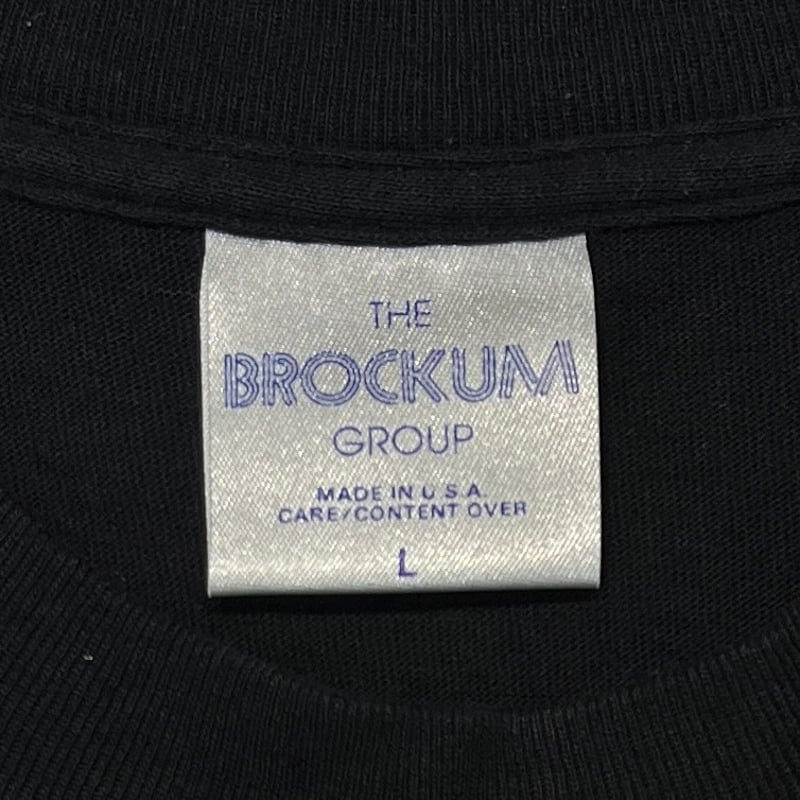 THE
BROCKUM
GROUP
MADE IN U S A.
CARE/CONTENT OVER
L